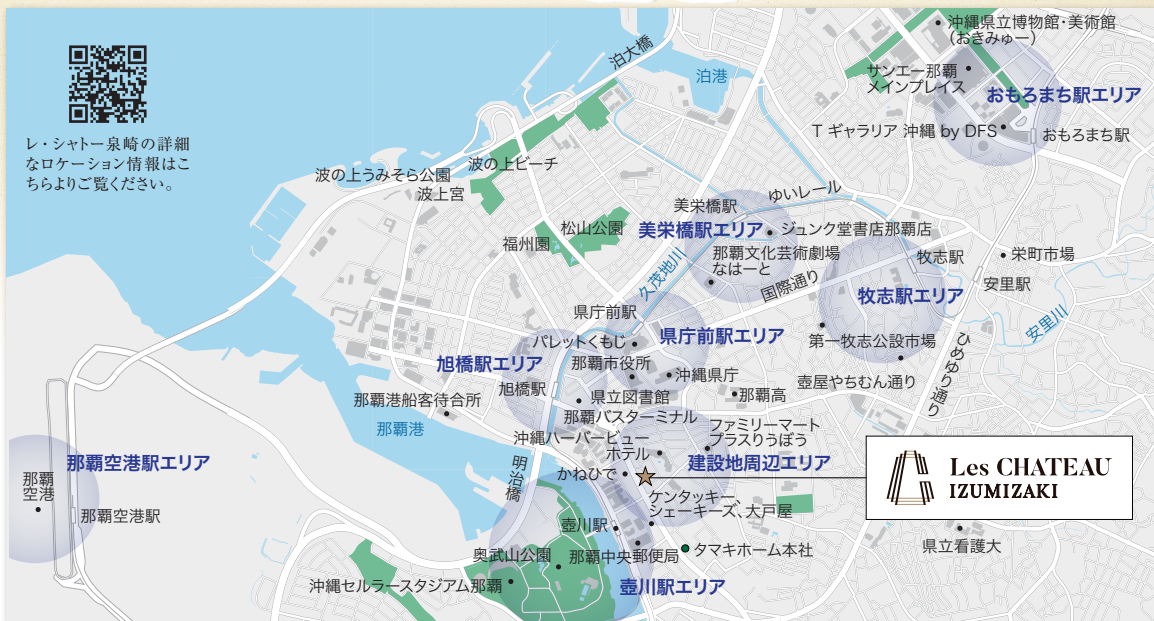 沖縄県立博物館・美術館
(おきみゅー)
泊大橋
泊港
サンエー那覇
メインプレイス
おもろまち駅エリア
T ギャラリア 沖縄 by DFS
おもろまち駅
レ・シャトー泉崎の詳細
なロケーション情報はこ
ちらよりご覧ください。
波の上うみそら公園
波の上ビーチ
波上宮
ゆいレール
美栄橋駅
松山公園
福州園
美栄橋駅エリア
ジュンク堂書店那覇店
那覇文化芸術劇場
なはーと
久茂地川
国際通り
牧志駅
栄町市場
安里駅
牧志駅エリア
安里川
県庁前駅
パレットくもじ
県庁前駅エリア
第一牧志公設市場
ひめゆり通り
旭橋駅エリア
那覇市役所
沖縄県庁
壺屋やちむん通り
旭橋駅
県立図書館
那覇高
那覇港船客待合所
那覇バスターミナル
那覇港
沖縄ハーバービュー
ホテル
ファミリーマート
プラスりうぼう
建設地周辺エリア
かねひで
明治橋
Les CHATEAU
IZUMIZAKI
那覇空港駅エリア
那覇
空港
那覇空港駅
ケンタッキー、
シェーキーズ、大戸屋
壺川駅
奥武山公園
那覇中央郵便局
タマキホーム本社
県立看護大
沖縄セルラースタジアム那覇
壺川駅エリア